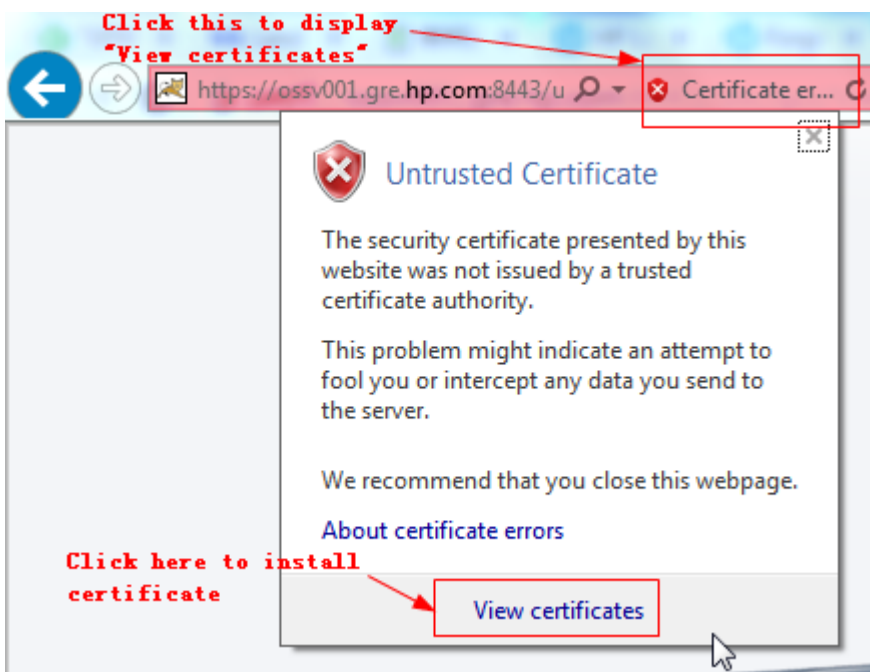 Click this to display
"View certificates"
https://ossv001.gre.hp.com:8443/u
Certificate er...
Untrusted Certificate
The security certificate presented by this
website was not issued by a trusted
certificate authority.
This problem might indicate an attempt to
fool you or intercept any data you send to
the server.
We recommend that you close this webpage.
About certificate errors
Click here to install
certificate
View certificates